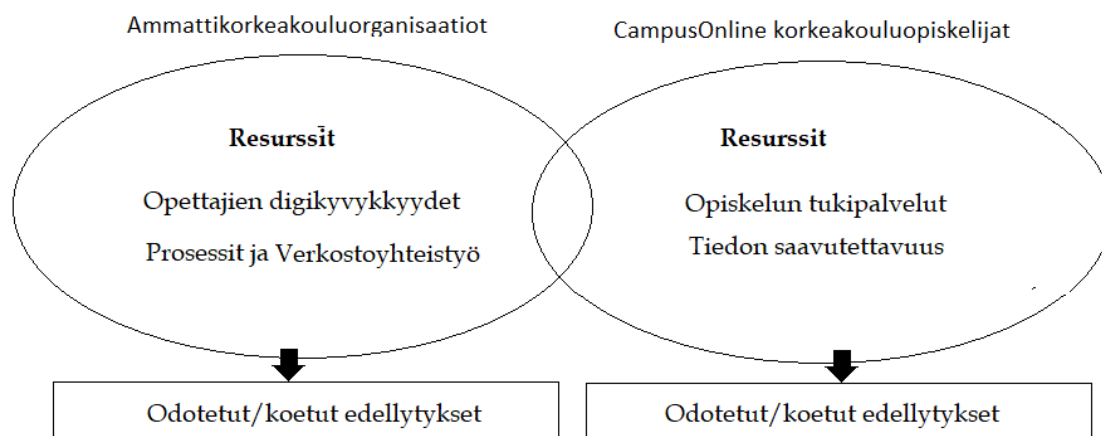 Ammattikorkeakouluorganisaatiot
CampusOnline korkeakouluopiskelijat
Resurssit
Opettajien digikyvykkyydet
Prosessit ja Verkostoyhteistyö
Resurssit
Opiskelun tukipalvelut
Tiedon saavutettavuus
Odotetut/koetut edellytykset
Odotetut/koetut edellytykset